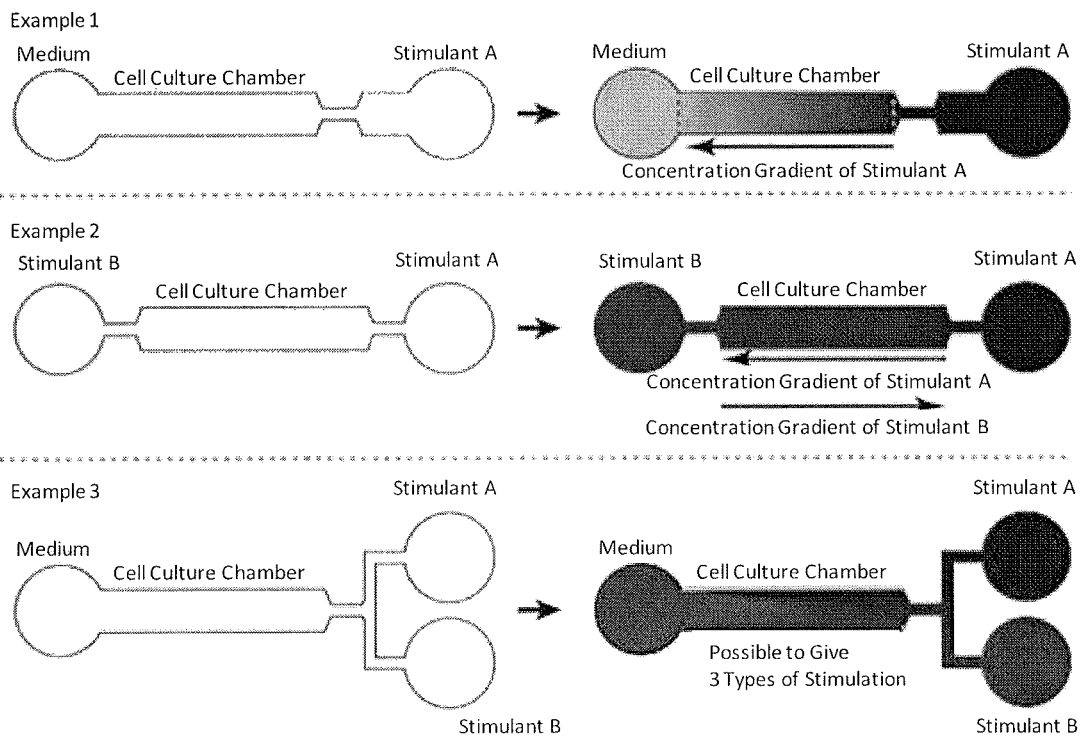 Example 1
Medium
Stimulant A
Cell Culture Chamber
Medium
Stimulant A
Cell Culture Chamber
Concentration Gradient of Stimulant A
Example 2
Stimulant B
Stimulant A
Cell Culture Chamber
Stimulant B
Stimulant A
Cell Culture Chamber
Concentration Gradient of Stimulant A
Concentration Gradient of Stimulant B
Example 3
Stimulant A
Medium
Cell Culture Chamber
Stimulant B
Stimulant A
Medium
Cell Culture Chamber
Possible to Give
3 Types of Stimulation
Stimulant B